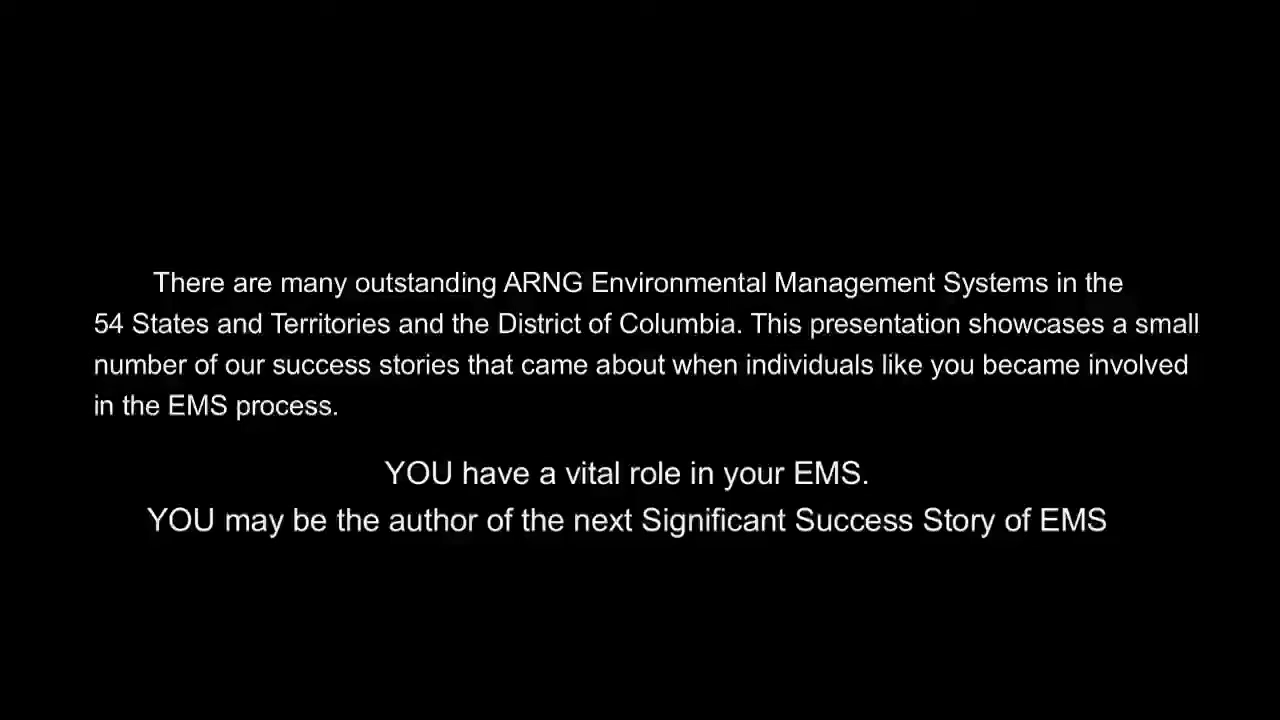 There are many outstanding ARNG Environmental Management Systems in the
54 States and Territories and the District of Columbia. This presentation showcases a small
number of our success stories that came about when individuals like you became involved
in the EMS process.
YOU have a vital role in your EMS.
YOU may be the author of the next Significant Success Story of EMS